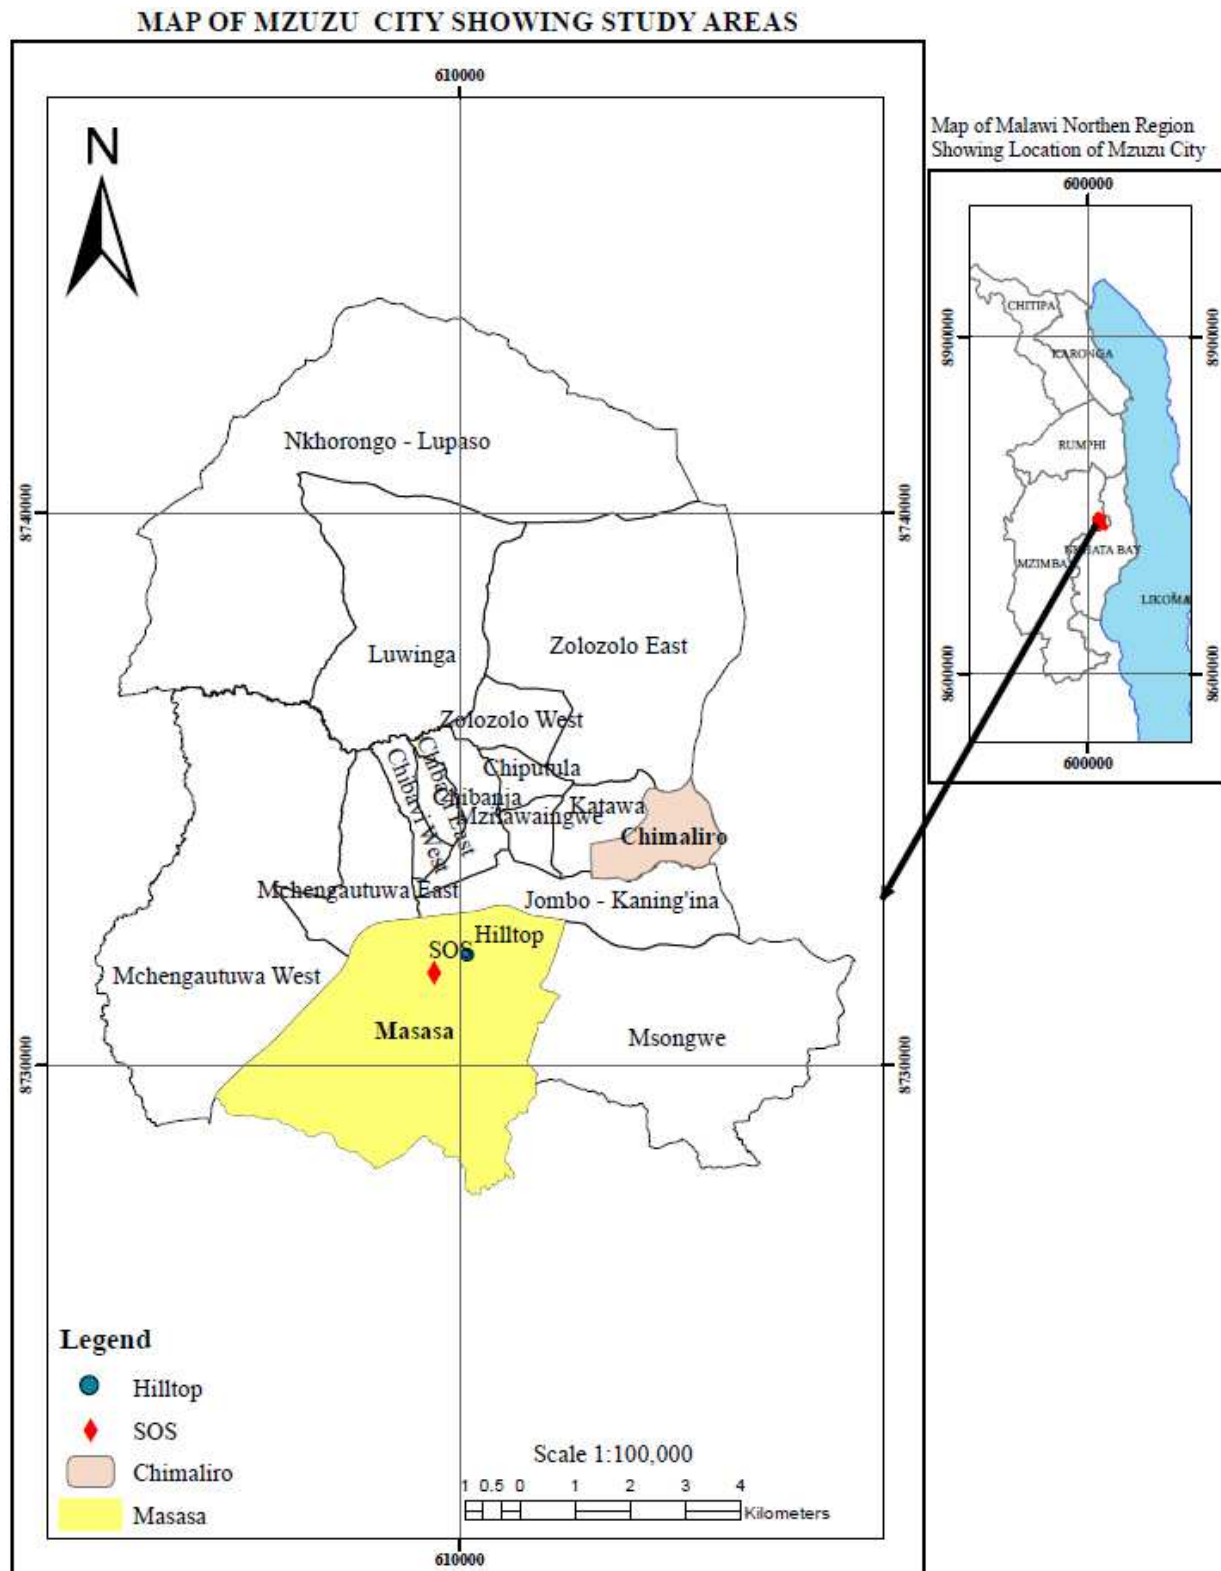 MAP OF MZUZU CITY SHOWING STUDY AREAS
610000
N
Nkhorongo - Lupaso
8740000
8740000
Luwinga
Zolozolo East
Zolozolo West
Chibavi East
Chibavi West
Chiputula
Chibanja
Katawa
Chimaliro
Mchengautuwa East
Jombo - Kaning'ina
Hilltop
SOS
Mchengautuwa West
Masasa
Msongwe
8730000
8730000
Legend
Hilltop
SOS
Chimaliro
Masasa
Scale 1:100,000
1 0.5 0 1 2 3 4
Kilometers
610000
Map of Malawi Northen Region
Showing Location of Mzuzu City
600000
CHITIPA
8900000
8900000
KARONGA
RUMPHI
BAY
MZIMBA
8600000
8600000
600000